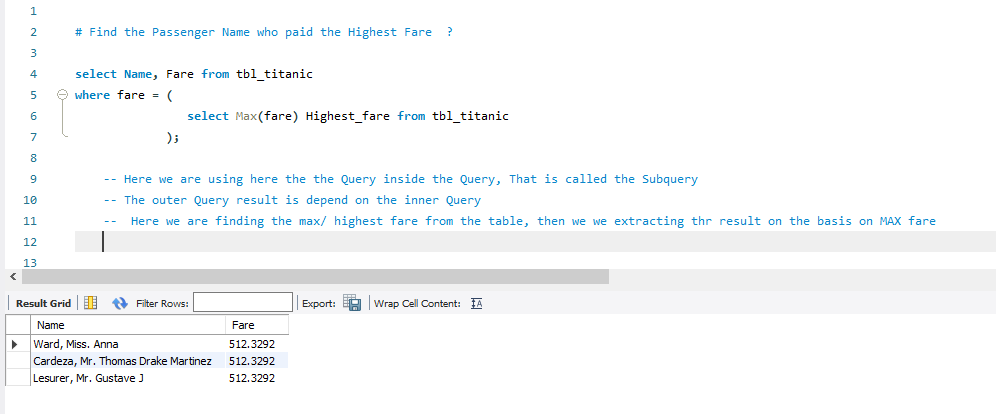 1
2 # Find the Passenger Name who paid the Highest Fare ?
3
4 select Name, Fare from tbl_titanic
5 where fare = (
6 select Max(fare) Highest_fare from tbl_titanic
7 );
8
9 -- Here we are using here the the Query inside the Query, That is called the Subquery
10 -- The outer Query result is depend on the inner Query
11 -- Here we are finding the max/ highest fare from the table, then we we extracting thr result on the basis on MAX fare
12
13
Result Grid Filter Rows: Export: Wrap Cell Content: IA
Name Fare
Ward, Miss. Anna 512.3292
Cardeza, Mr. Thomas Drake Martinez 512.3292
Lesurer, Mr. Gustave J 512.3292